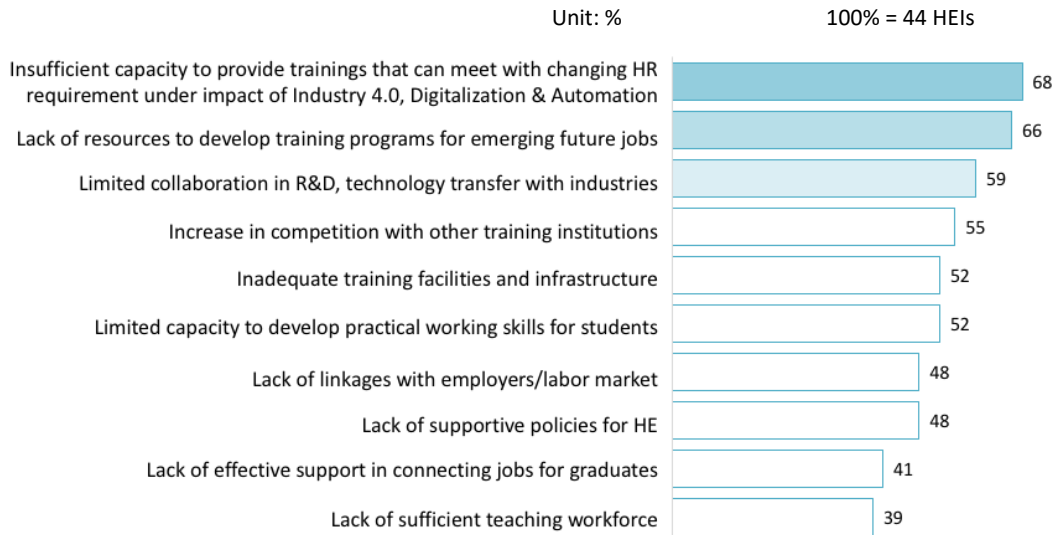 Unit: % 100% = 44 HEIs
Insufficient capacity to provide trainings that can meet with changing HR
requirement under impact of Industry 4.0, Digitalization & Automation 68
Lack of resources to develop training programs for emerging future jobs 66
Limited collaboration in R&D, technology transfer with industries 59
Increase in competition with other training institutions 55
Inadequate training facilities and infrastructure 52
Limited capacity to develop practical working skills for students 52
Lack of linkages with employers/labor market 48
Lack of supportive policies for HE 48
Lack of effective support in connecting jobs for graduates 41
Lack of sufficient teaching workforce 39